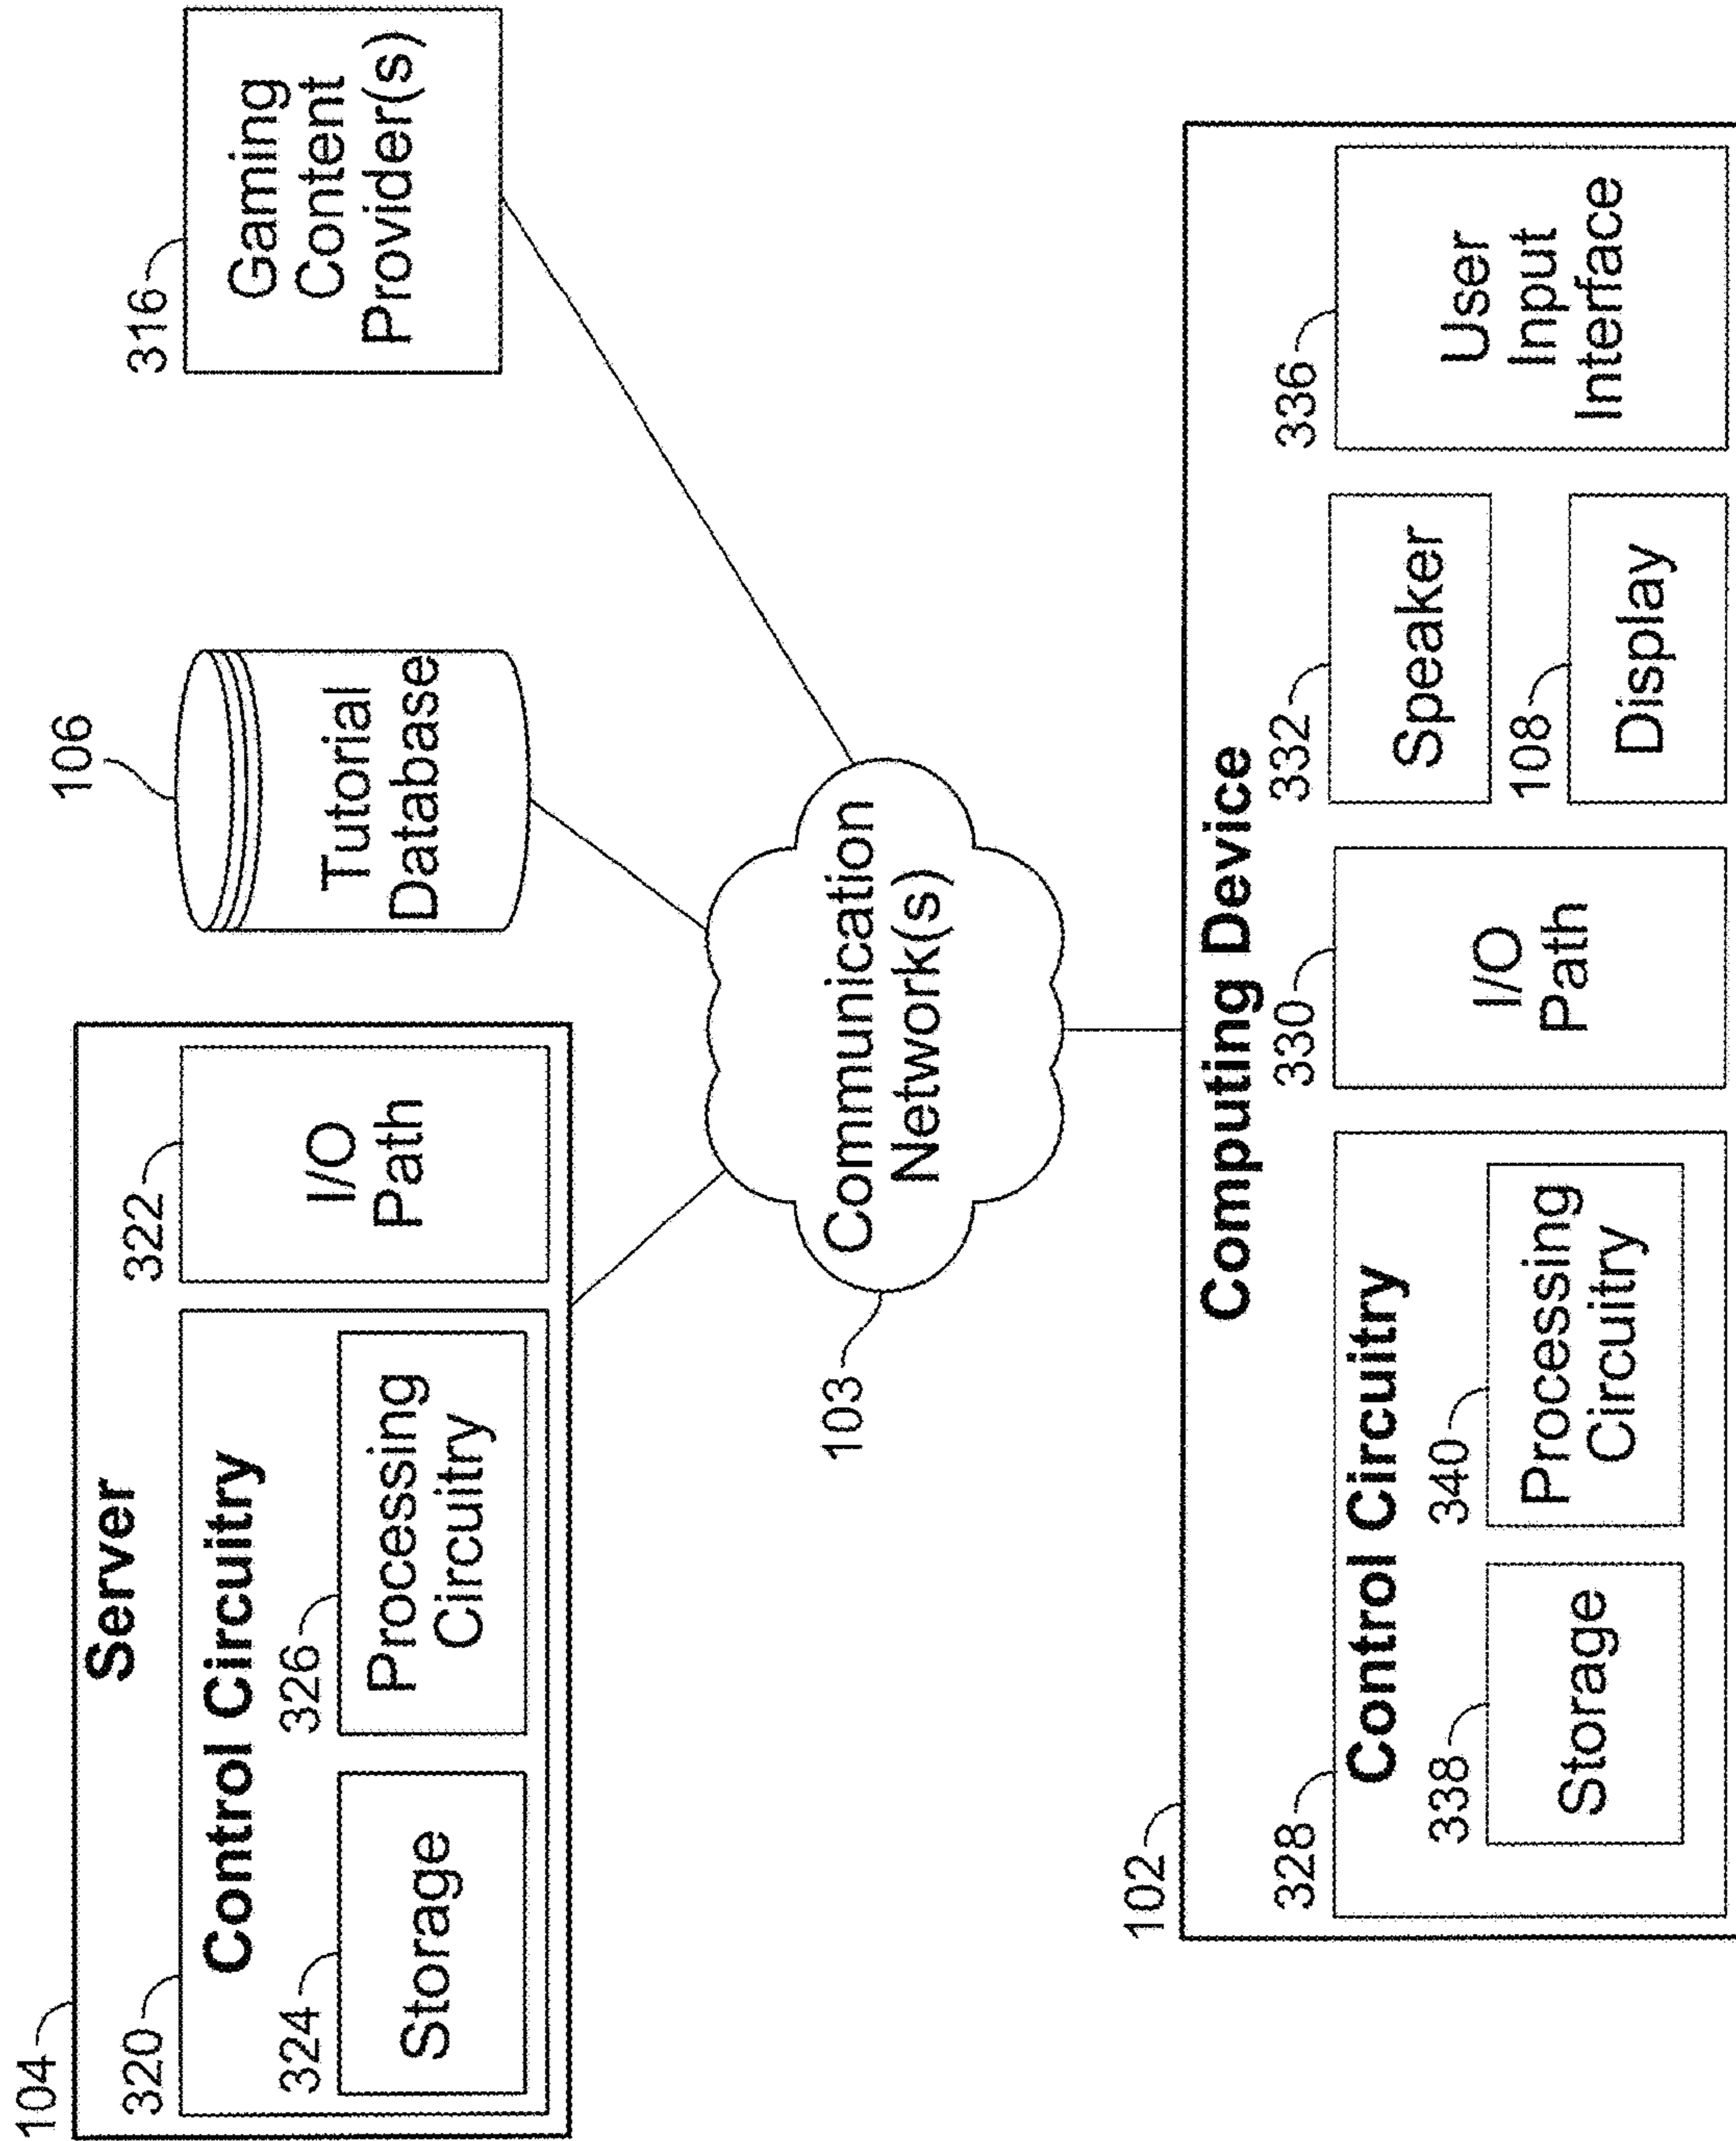 104
Server
320
Control Circuitry
324
Storage
326
Processing
Circuitry
322
I/O
Path
106
Tutorial
Database
316
Gaming
Content
Provider(s)
103
Communication
Network(s)
102
Computing Device
328
Control Circuitry
338
Storage
340
Processing
Circuitry
330
I/O
Path
332
Speaker
108
Display
336
User
Input
Interface